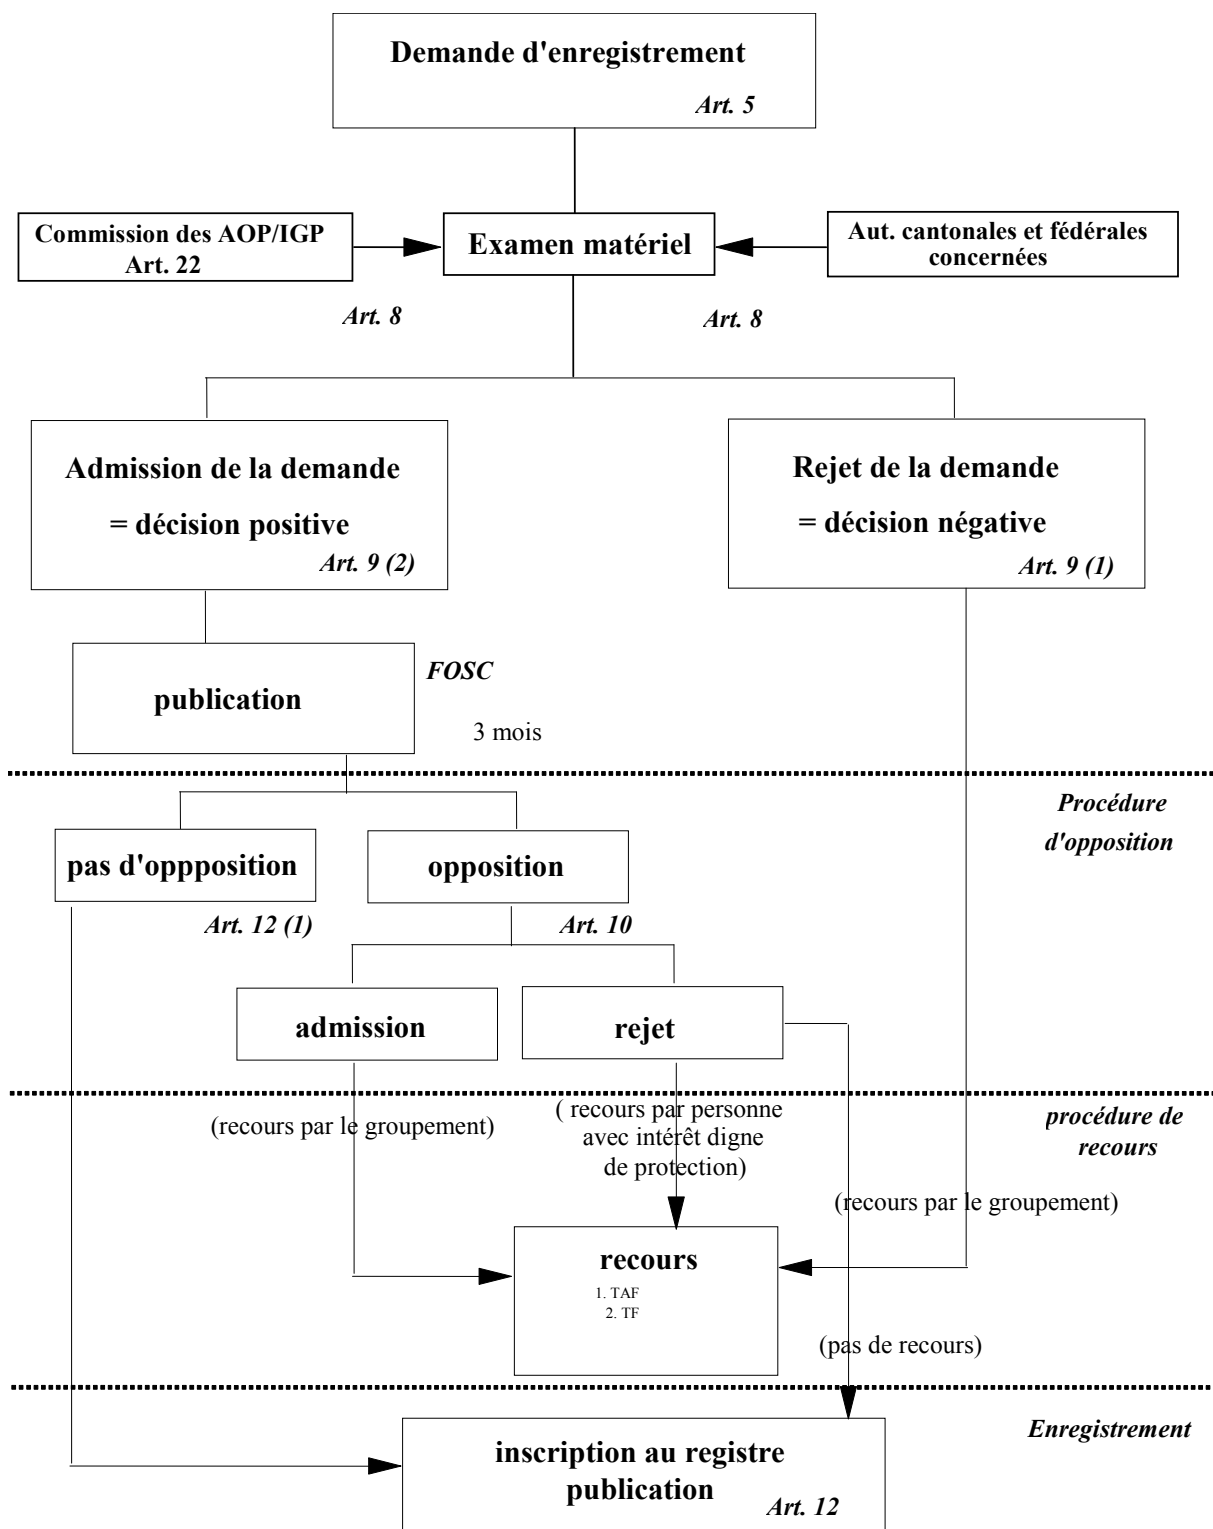 Demande d'enregistrement
Art. 5
Commission des AOP/IGP
Art. 22
Examen matériel
Aut. cantonales et fédérales
concernées
Art. 8
Art. 8
Admission de la demande
= décision positive
Art. 9 (2)
Rejet de la demande
= décision négative
Art. 9 (1)
publication
FOSC
3 mois
Procédure
d'opposition
pas d'oppposition
opposition
Art. 12 (1)
Art. 10
admission
rejet
(recours par le groupement)
( recours par personne
avec intérêt digne
de protection)
procédure de
recours
(recours par le groupement)
recours
1. TAF
2. TF
(pas de recours)
Enregistrement
inscription au registre
publication
Art. 12